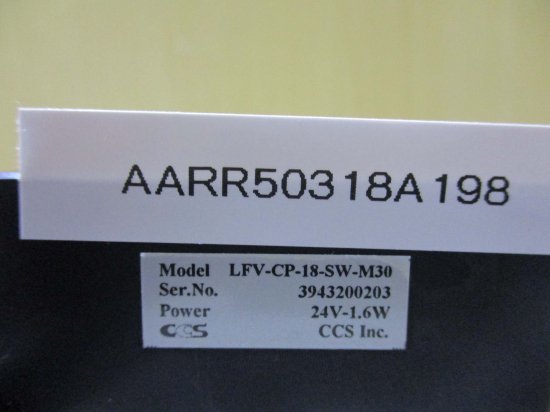 AARR50318A198
Model LFV-CP-18-SW-M30
Ser.No. 3943200203
Power 24V-1.6W
CCS CCS Inc.